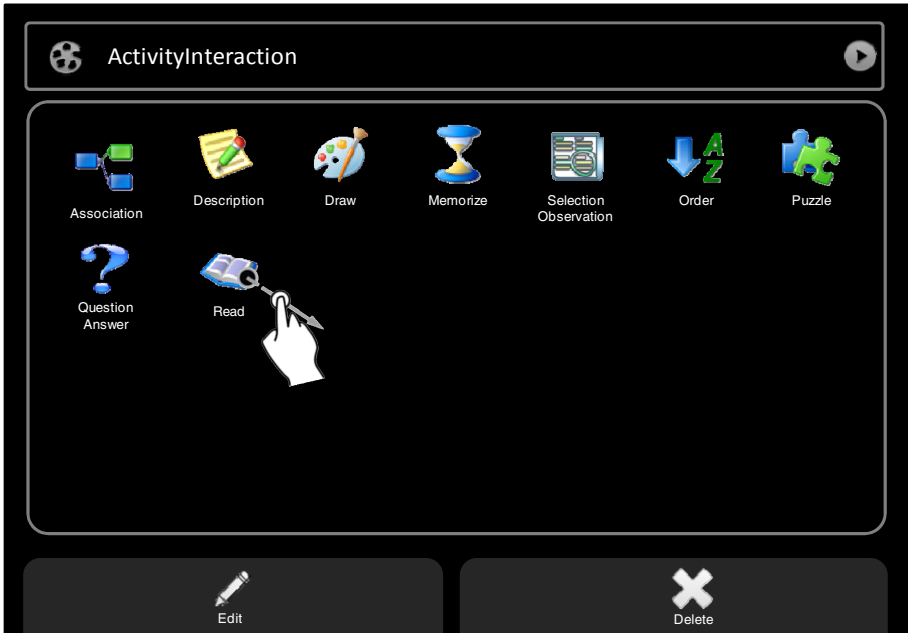 ActivityInteraction
Association
Description
Draw
Memorize
Selection
Observation
Order
A
Z
Puzzle
Question
Answer
Read
Edit
Delete